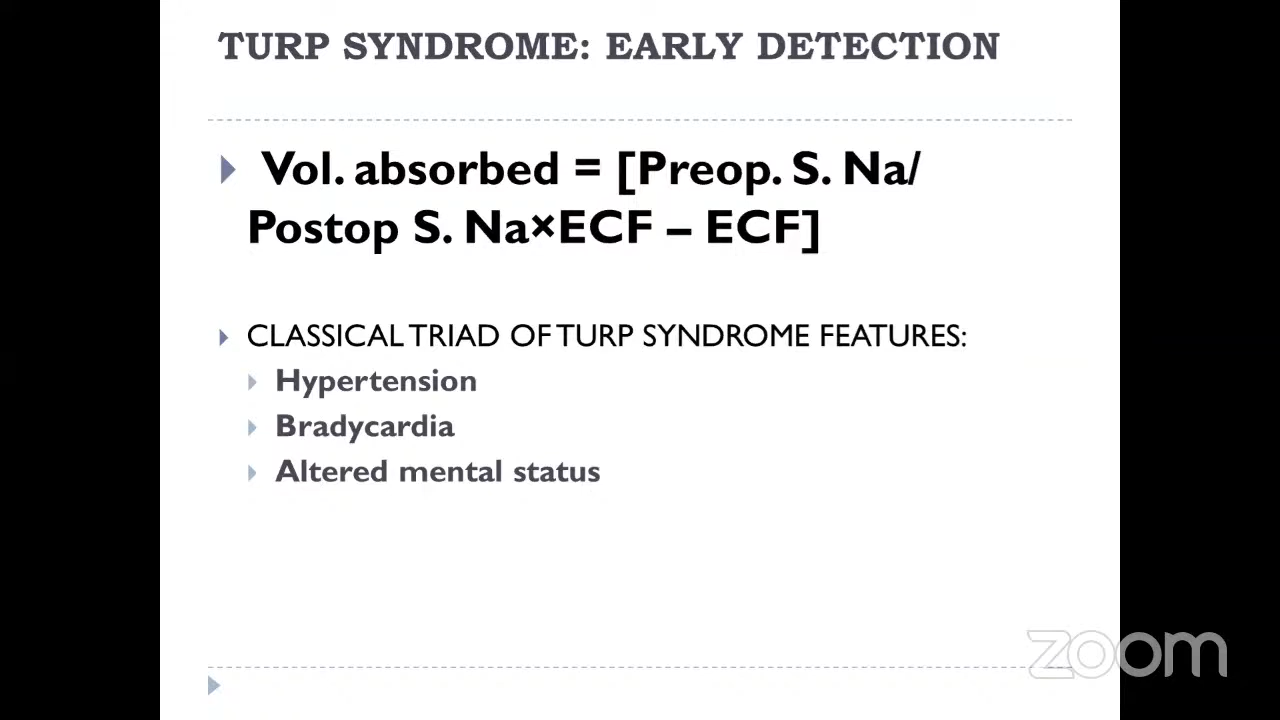 TURP SYNDROME: EARLY DETECTION
Vol. absorbed = [Preop. S. Na/
Postop S. Na×ECF – ECF]
CLASSICAL TRIAD OF TURP SYNDROME FEATURES:
Hypertension
Bradycardia
Altered mental status
zoom